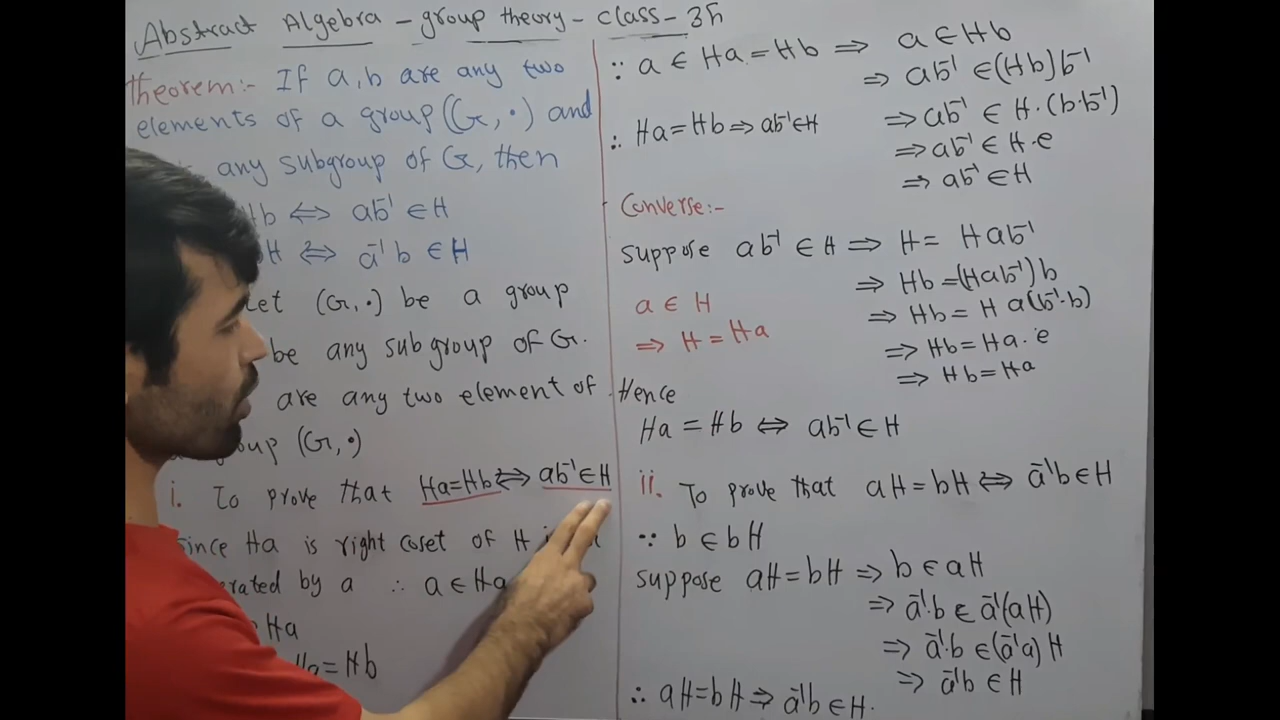 Abstract Algebra - group theory - class - 35
theorem:- If a,b are any two
elements of a group (G, ·) and
any subgroup of G, then
Hb ⇔ ab⁻¹ ∈ H
H ⇔ a⁻¹b ∈ H
Let (G, ·) be a group
be any subgroup of G.
are any two element of
group (G, ·)
i. To prove that Ha=Hb ⇔ ab⁻¹ ∈ H
since Ha is right coset of H
by a ∴ a ∈ Ha
Ha
Ha=Hb
∵ a ∈ Ha = Hb ⇒ a ∈ Hb
⇒ ab⁻¹ ∈ (Hb)b⁻¹
⇒ ab⁻¹ ∈ H·(b·b⁻¹)
∴ Ha=Hb ⇒ ab⁻¹ ∈ H
⇒ ab⁻¹ ∈ H·e
⇒ ab⁻¹ ∈ H
Converse:-
suppose ab⁻¹ ∈ H ⇒ H = Hab⁻¹
⇒ Hb = (Hab⁻¹)b
a ∈ H
⇒ Hb = H a(b⁻¹·b)
⇒ H = Ha
⇒ Hb = Ha·e
⇒ Hb = Ha
Hence
Ha = Hb ⇔ ab⁻¹ ∈ H
ii. To prove that aH = bH ⇔ a⁻¹b ∈ H
∵ b ∈ bH
suppose aH = bH ⇒ b ∈ aH
⇒ a⁻¹·b ∈ a⁻¹(aH)
⇒ a⁻¹·b ∈ (a⁻¹a)H
⇒ a⁻¹b ∈ H
∴ aH=bH ⇒ a⁻¹b ∈ H.